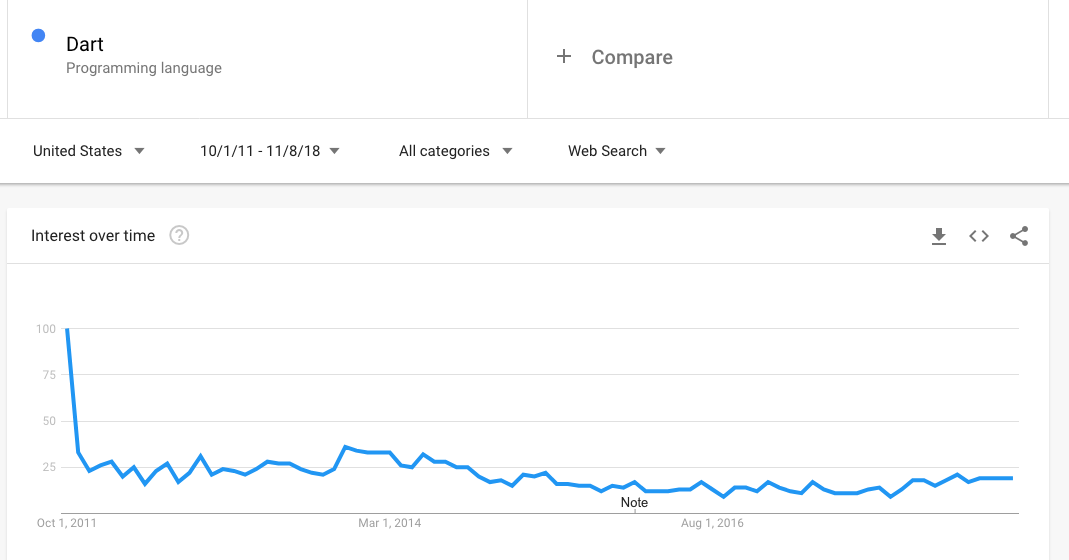 Dart
Programming language
+ Compare
United States
10/1/11 - 11/8/18
All categories
Web Search
Interest over time ?
100
75
50
25
Note
Oct 1, 2011
Mar 1, 2014
Aug 1, 2016